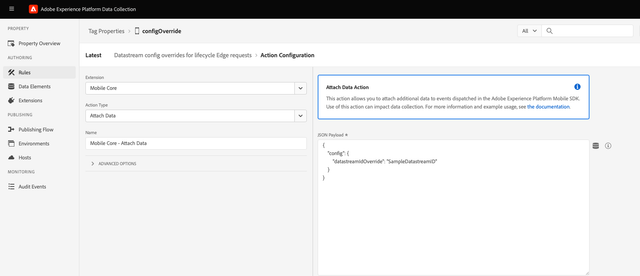 Adobe Experience Platform Data Collection
PROPERTY
Property Overview
AUTHORING
Rules
Data Elements
Extensions
PUBLISHING
Publishing Flow
Environments
Hosts
MONITORING
Audit Events
Tag Properties > configOverride
All
Latest
Datastream config overrides for lifecycle Edge requests > Action Configuration
Extension
Mobile Core
Action Type
Attach Data
Name
Mobile Core - Attach Data
> ADVANCED OPTIONS
Attach Data Action
This action allows you to attach additional data to events dispatched in the Adobe Experience Platform Mobile SDK.
Use of this action can impact data collection. For more information and example usage, see the documentation.
JSON Payload *
{
"config": {
"datastreamIdOverride": "SampleDatastreamID"
}
}